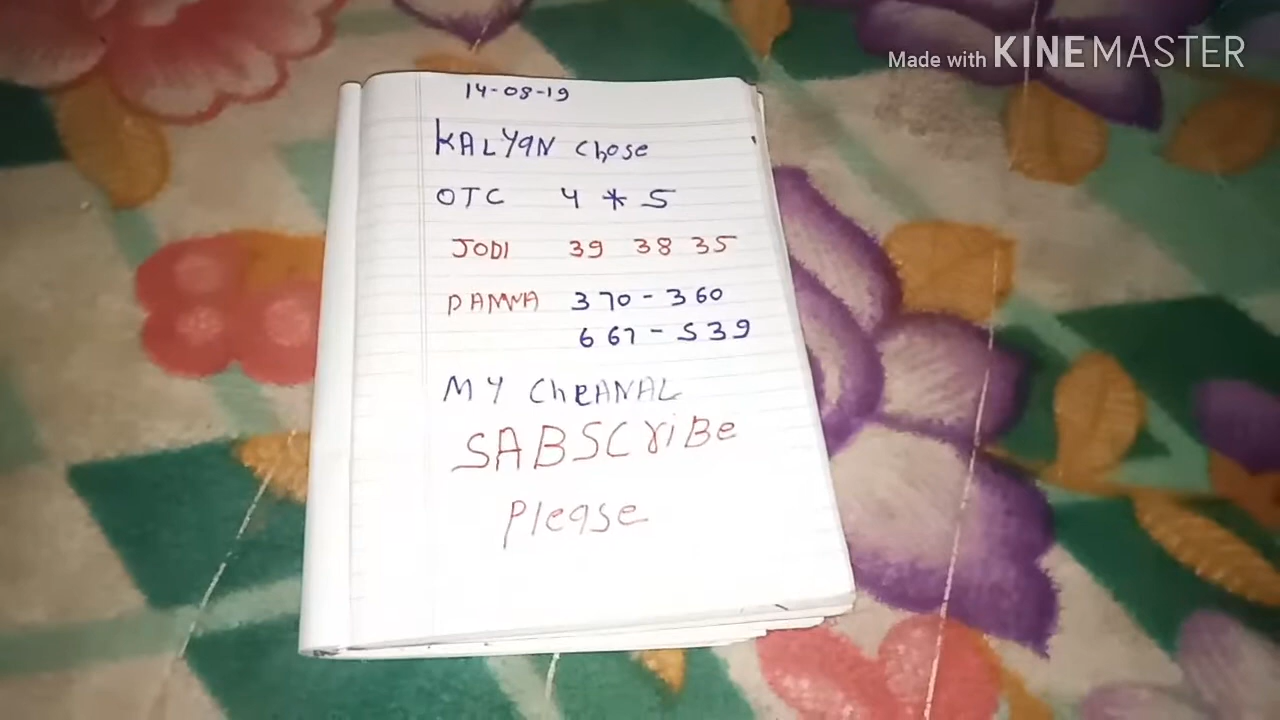 Made with KINEMASTER
14-08-19
KALYAN Chose
OTC 4 * 5
JODI 39 38 35
PANNA 370 - 360
667 - 539
MY CheANAL
SABSCriBe
Please